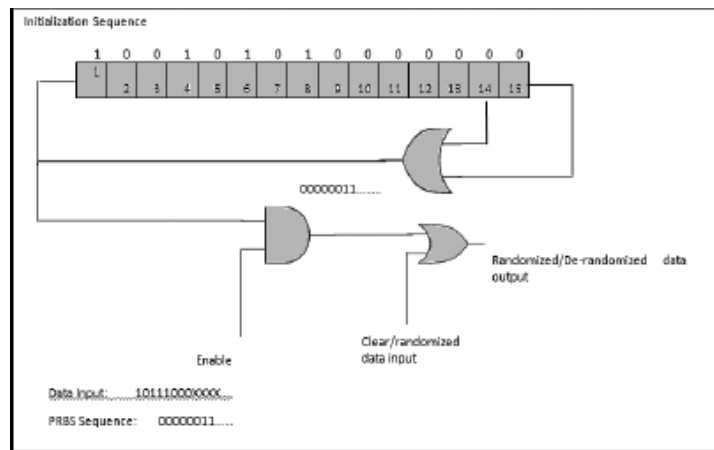 Initialization Sequence
1 0 0 1 0 1 0 1 0 0 0 0 0 0 0
1 2 3 4 5 6 7 8 9 10 11 12 13 14 15
00000011.......
Randomized/De-randomized data
output
Clear/randomized
data input
Enable
Data Input: 10111000XXXXX...
PRBS Sequence: 00000011.....